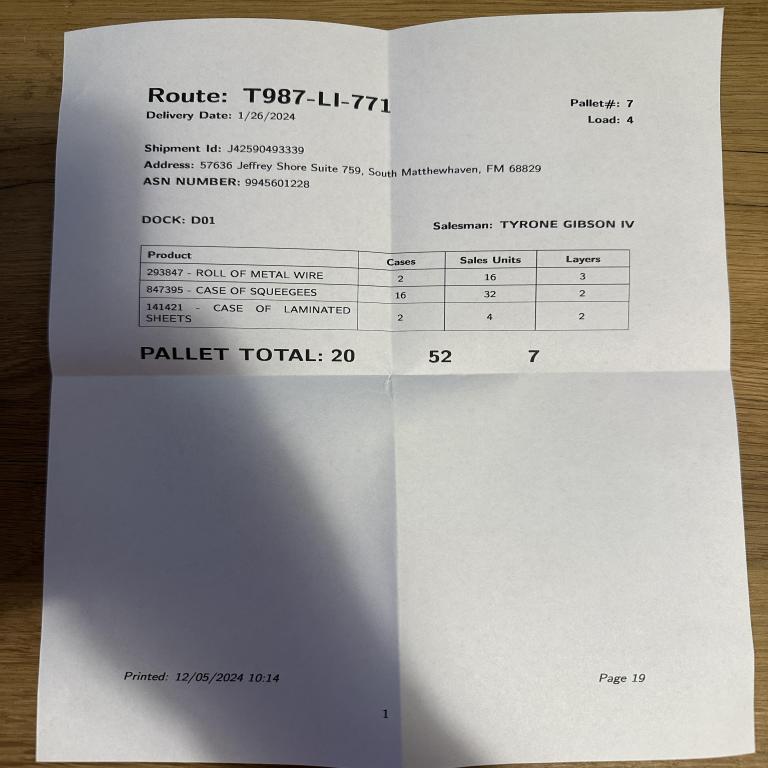 Route: T987-LI-771
Pallet#: 7
Delivery Date: 1/26/2024
Load: 4
Shipment Id: J42590493339
Address: 57636 Jeffrey Shore Suite 759, South Matthewhaven, FM 68829
ASN NUMBER: 9945601228
DOCK: D01
Salesman: TYRONE GIBSON IV
Product Cases Sales Units Layers
293847 - ROLL OF METAL WIRE 2 16 3
847395 - CASE OF SQUEEGEES 16 32 2
141421 - CASE OF LAMINATED
SHEETS 2 4 2
PALLET TOTAL: 20 52 7
Printed: 12/05/2024 10:14
Page 19
1